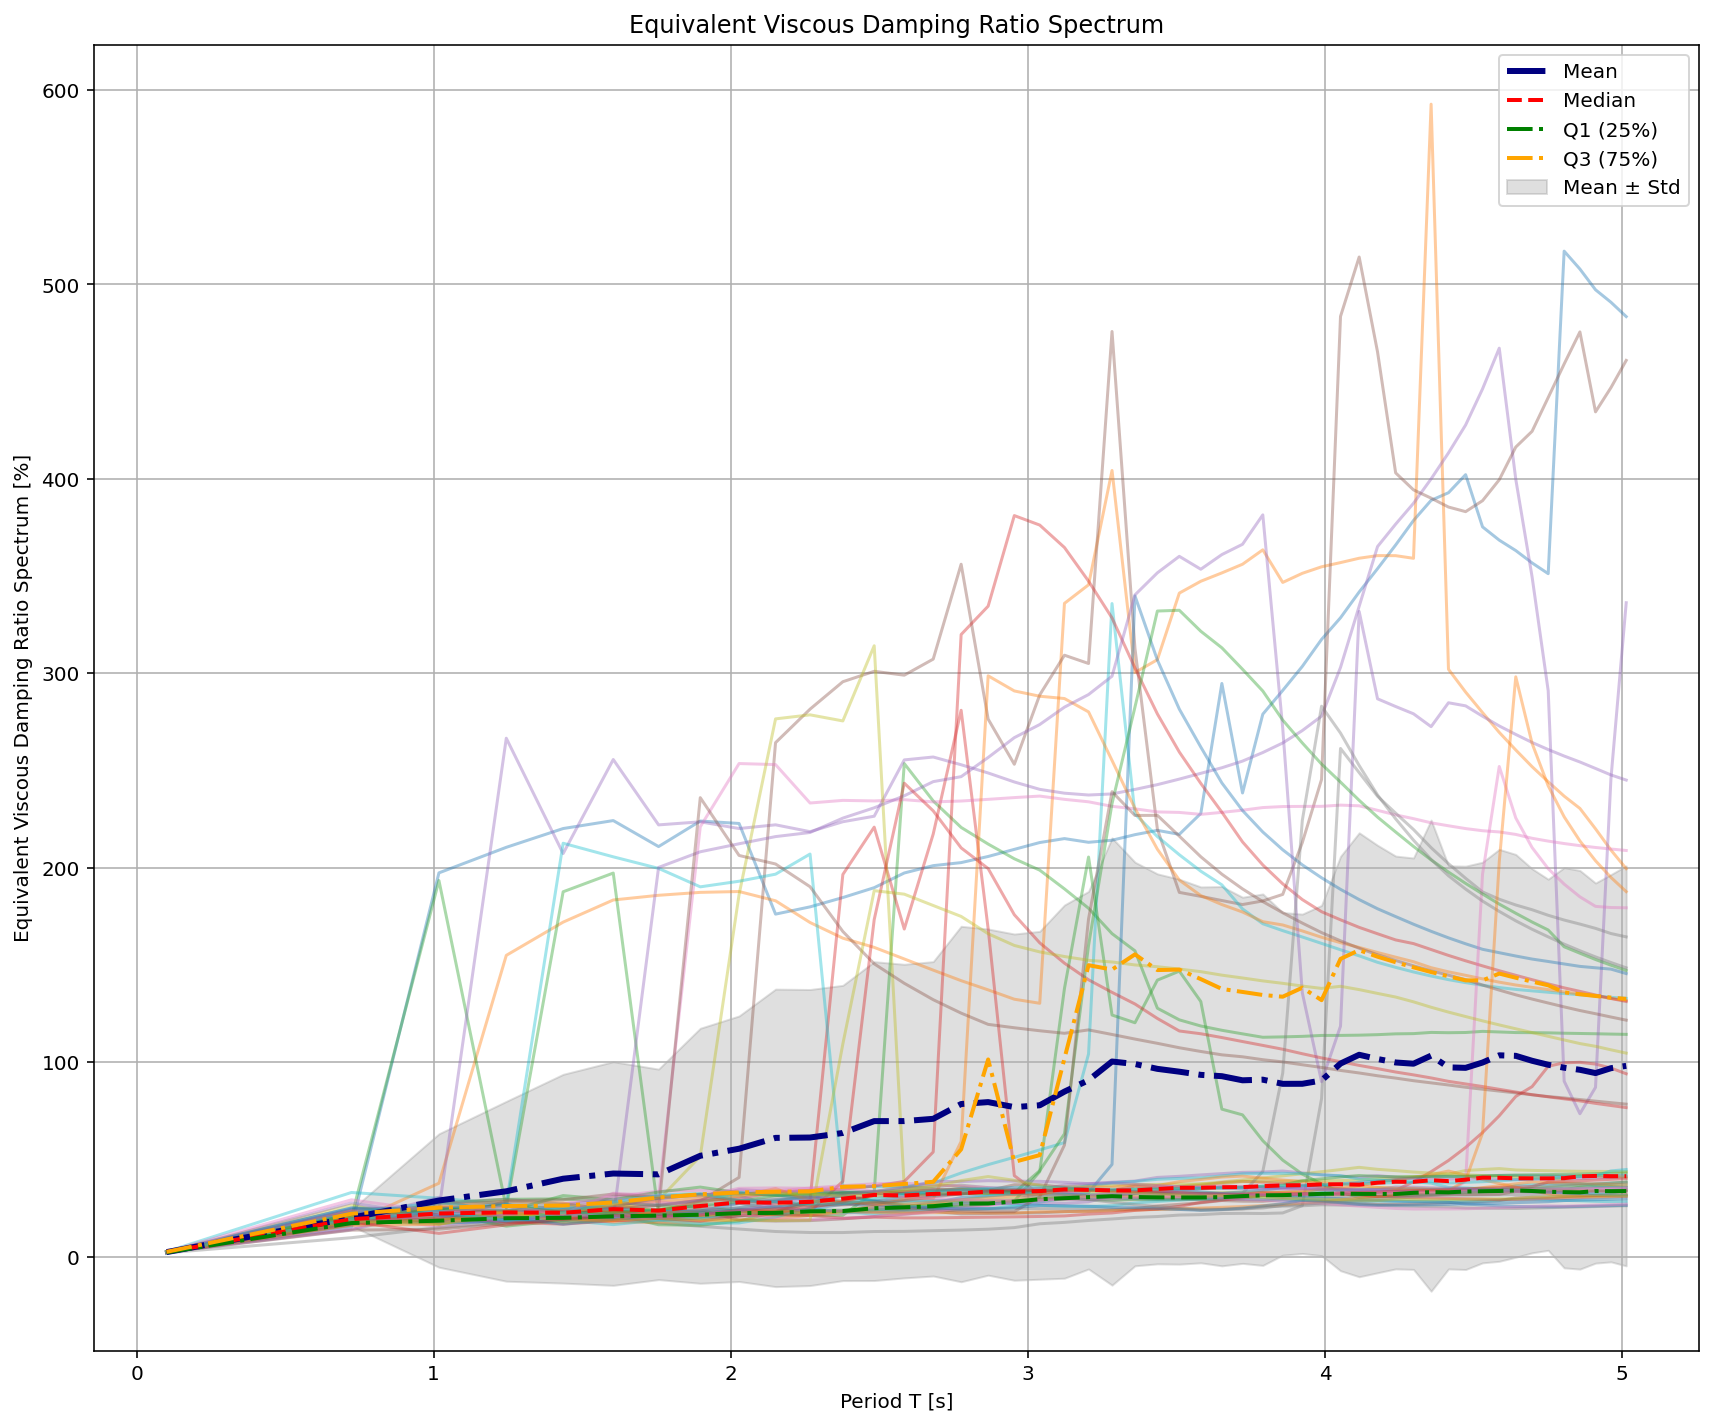 Equivalent Viscous Damping Ratio Spectrum
Mean
Median
Q1 (25%)
Q3 (75%)
Mean ± Std
Equivalent Viscous Damping Ratio Spectrum [%]
600
500
400
300
200
100
0
0 1 2 3 4 5
Period T [s]